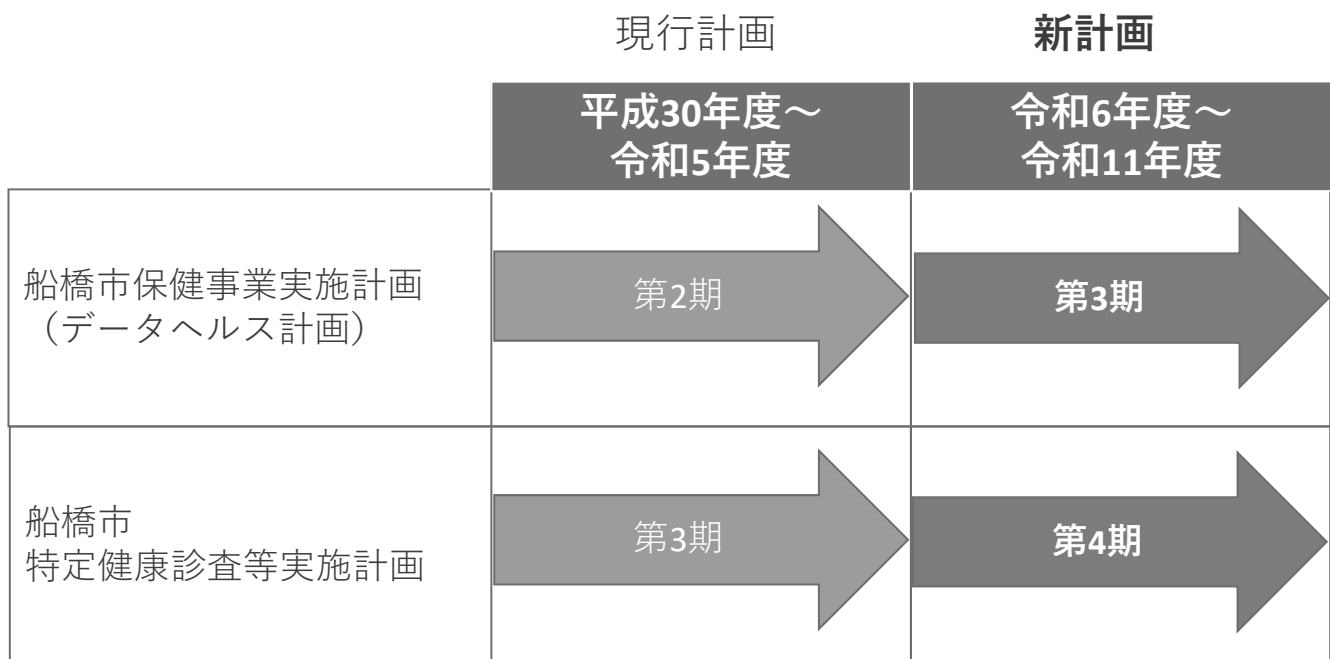 現行計画
新計画
平成30年度～
令和5年度
令和6年度～
令和11年度
船橋市保健事業実施計画
（データヘルス計画）
第2期
第3期
船橋市
特定健康診査等実施計画
第3期
第4期